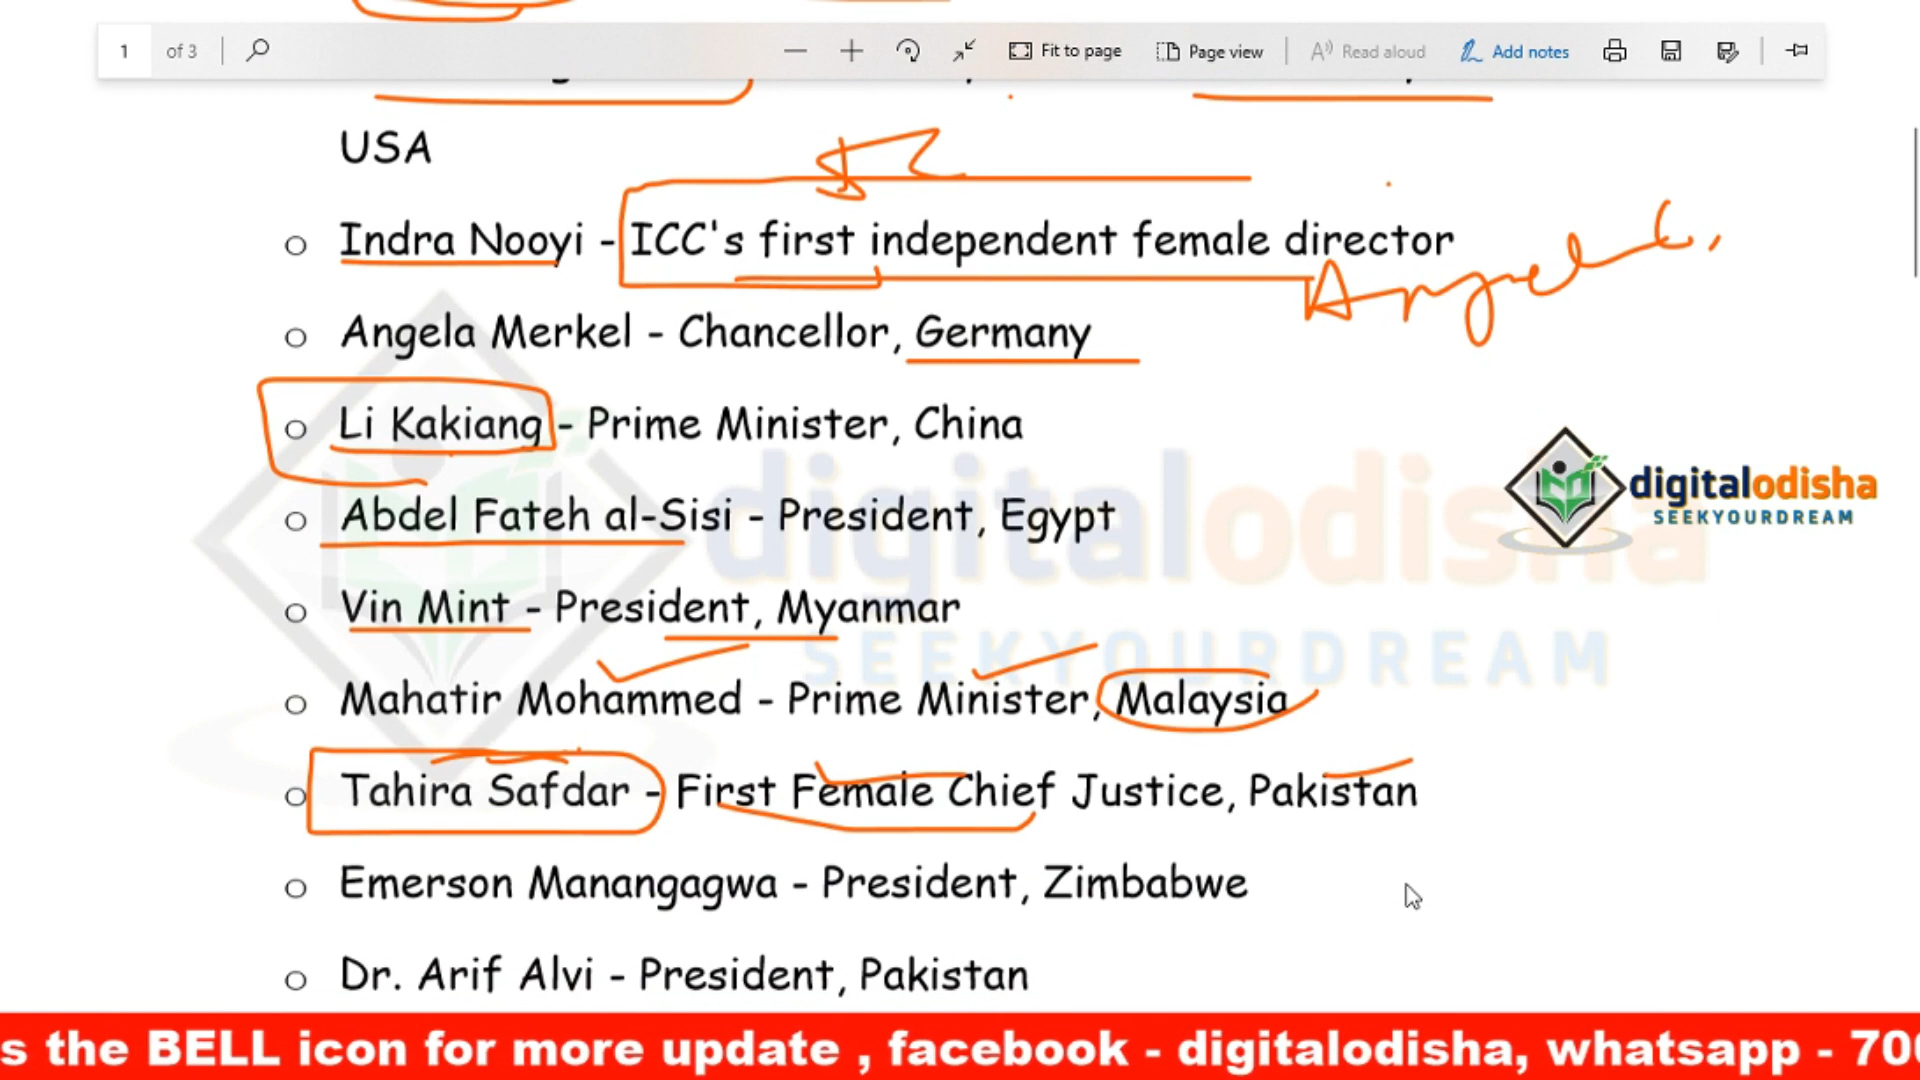 1 of 3 Fit to page Page view Read aloud Add notes
USA
Indra Nooyi - ICC's first independent female director
Angela Merkel - Chancellor, Germany
Li Kakiang - Prime Minister, China
Abdel Fateh al-Sisi - President, Egypt
Vin Mint - President, Myanmar
Mahatir Mohammed - Prime Minister, Malaysia
Tahira Safdar - First Female Chief Justice, Pakistan
Emerson Manangagwa - President, Zimbabwe
Dr. Arif Alvi - President, Pakistan
digitalodisha
SEEKYOURDREAM
digitalodisha
SEEKYOURDREAM
s the BELL icon for more update , facebook - digitalodisha, whatsapp - 700